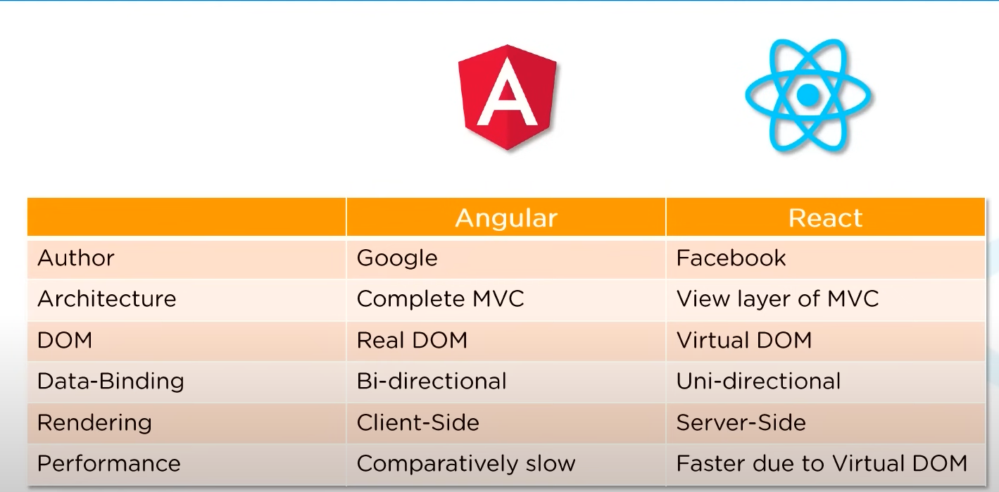 A
Angular React
Author Google Facebook
Architecture Complete MVC View layer of MVC
DOM Real DOM Virtual DOM
Data-Binding Bi-directional Uni-directional
Rendering Client-Side Server-Side
Performance Comparatively slow Faster due to Virtual DOM